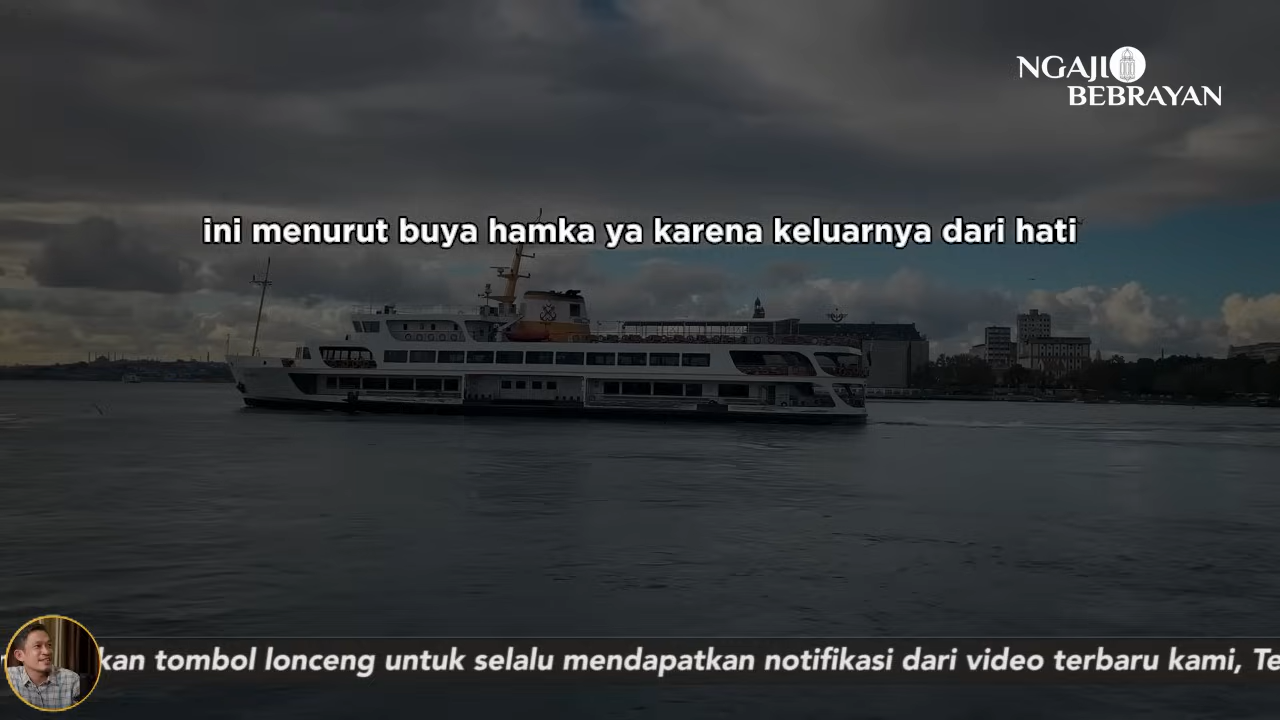 NGAJI
BEBRAYAN
ini menurut buya hamka ya karena keluarnya dari hati
kan tombol lonceng untuk selalu mendapatkan notifikasi dari video terbaru kami, Te